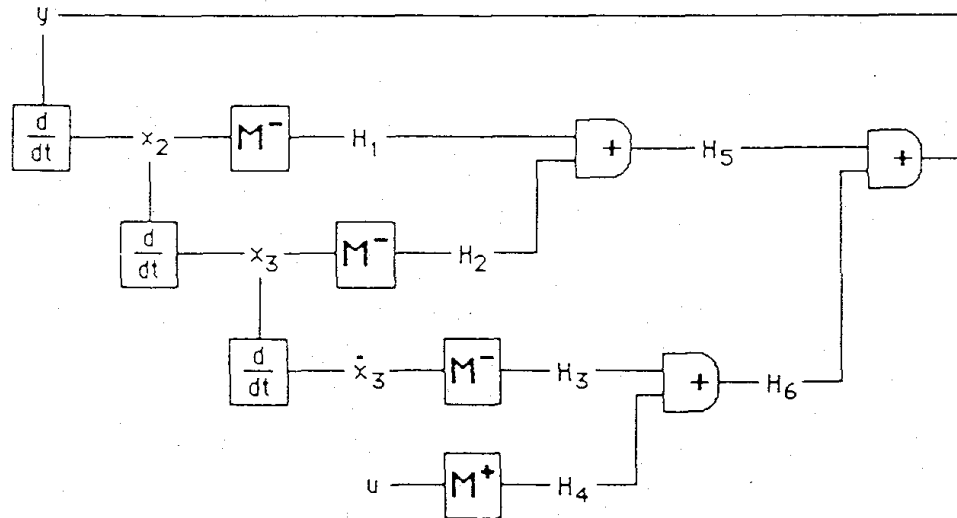 y
d/dt x₂ M⁻ H₁ + H₅ +
d/dt x₃ M⁻ H₂
d/dt ẋ₃ M⁻ H₃ + H₆
u M⁺ H₄